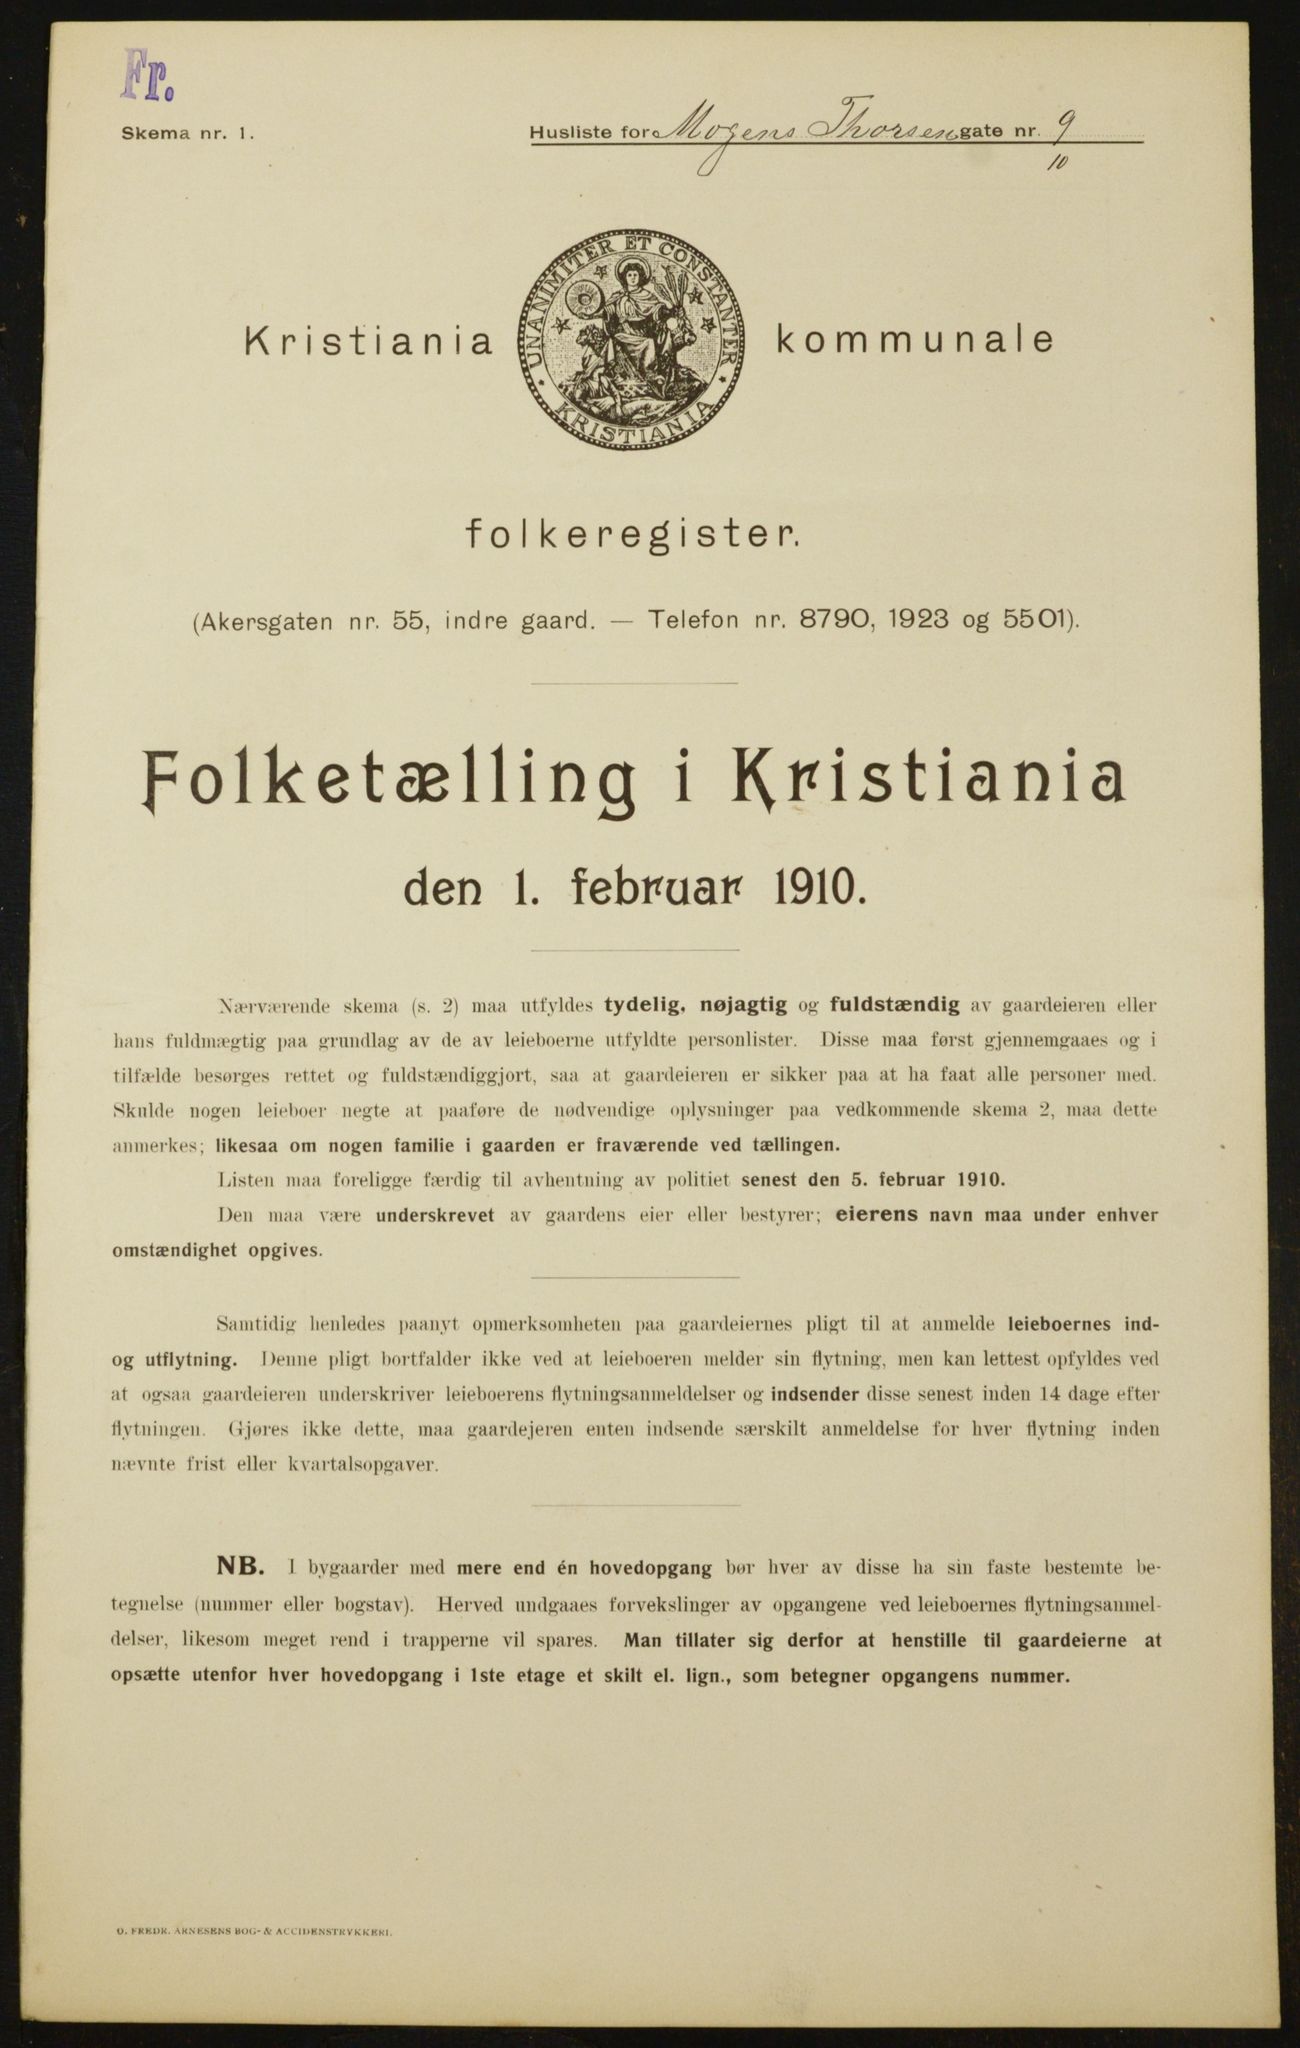 Fr.
Skema nr. 1.
Husliste for Mogens Thorsen gate nr. 9
10
UNANIMITER ET CONSTANTER
KRISTIANIA
Kristiania kommunale
folkeregister.
(Akersgaten nr. 55, indre gaard. — Telefon nr. 8790, 1923 og 5501).
Folketælling i Kristiania
den 1. februar 1910.
Nærværende skema (s. 2) maa utfyldes tydelig, nøjagtig og fuldstændig av gaardeieren eller
hans fuldmægtig paa grundlag av de av leieboerne utfyldte personlister. Disse maa først gjennemgaaes og i
tilfælde besørges rettet og fuldstændiggjort, saa at gaardeieren er sikker paa at ha faat alle personer med.
Skulde nogen leieboer negte at paaføre de nødvendige oplysninger paa vedkommende skema 2, maa dette
anmerkes; likesaa om nogen familie i gaarden er fraværende ved tællingen.
Listen maa foreligge færdig til avhentning av politiet senest den 5. februar 1910.
Den maa være underskrevet av gaardens eier eller bestyrer; eierens navn maa under enhver
omstændighet opgives.
Samtidig henledes paanyt opmerksomheten paa gaardeiernes pligt til at anmelde leieboernes ind-
og utflytning. Denne pligt bortfalder ikke ved at leieboeren melder sin flytning, men kan lettest opfyldes ved
at ogsaa gaardeieren underskriver leieboerens flytningsanmeldelser og indsender disse senest inden 14 dage efter
flytningen. Gjøres ikke dette, maa gaardejeren enten indsende særskilt anmeldelse for hver flytning inden
nævnte frist eller kvartalsopgaver.
NB. I bygaarder med mere end én hovedopgang bør hver av disse ha sin faste bestemte be-
tegnelse (nummer eller bogstav). Herved undgaaes forvekslinger av opgangene ved leieboernes flytningsanmel-
delser, likesom meget rend i trapperne vil spares. Man tillater sig derfor at henstille til gaardeierne at
opsætte utenfor hver hovedopgang i 1ste etage et skilt el. lign., som betegner opgangens nummer.
O. FREDR. ARNESENS BOG- & ACCIDENSTRYKKERI.